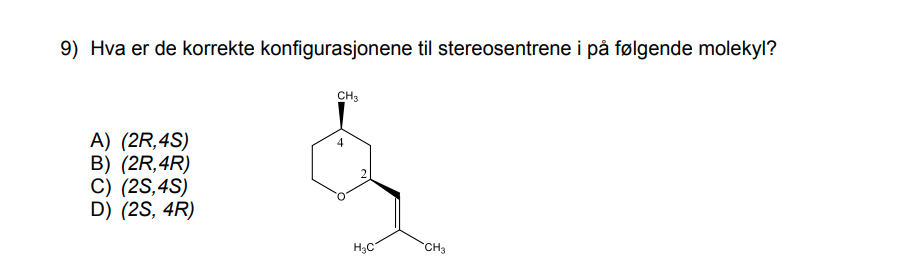 9) Hva er de korrekte konfigurasjonene til stereosentrene i på følgende molekyl?
CH₃
A) (2R,4S)
4
B) (2R,4R)
2
C) (2S,4S)
O
D) (2S, 4R)
H₃C
CH₃